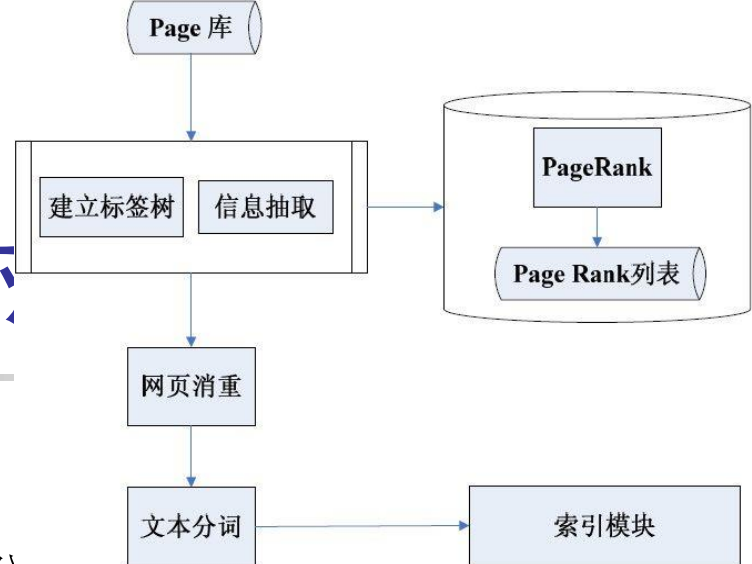 Page 库
建立标签树
信息抽取
PageRank
Page Rank列表
网页消重
文本分词
索引模块